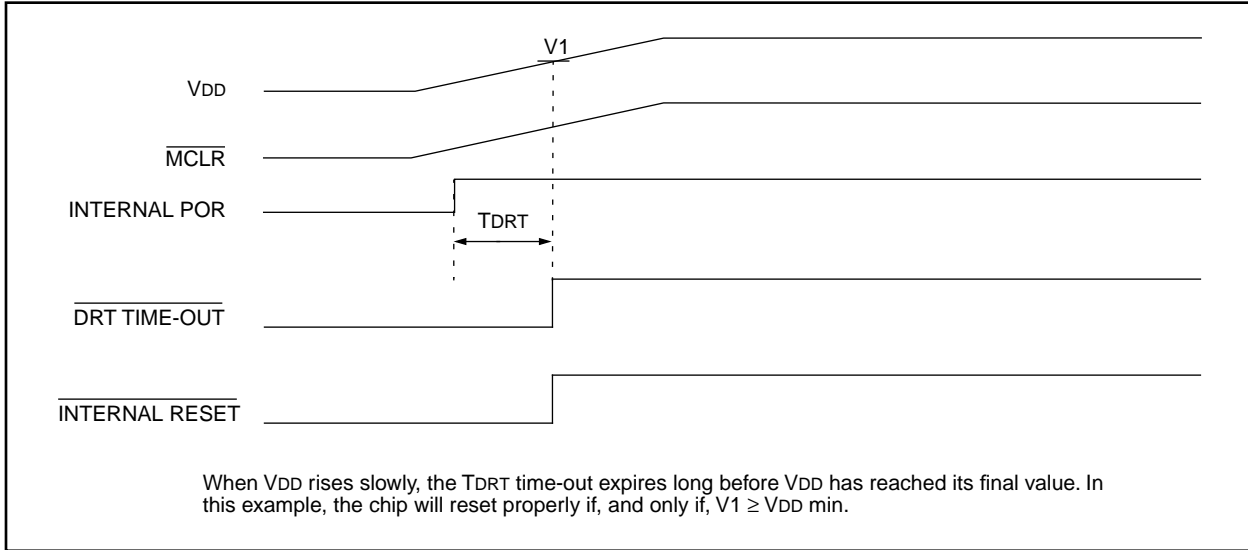 V1
VDD
MCLR
INTERNAL POR
TDRT
DRT TIME-OUT
INTERNAL RESET
When VDD rises slowly, the TDRT time-out expires long before VDD has reached its final value. In
this example, the chip will reset properly if, and only if, V1 ≥ VDD min.